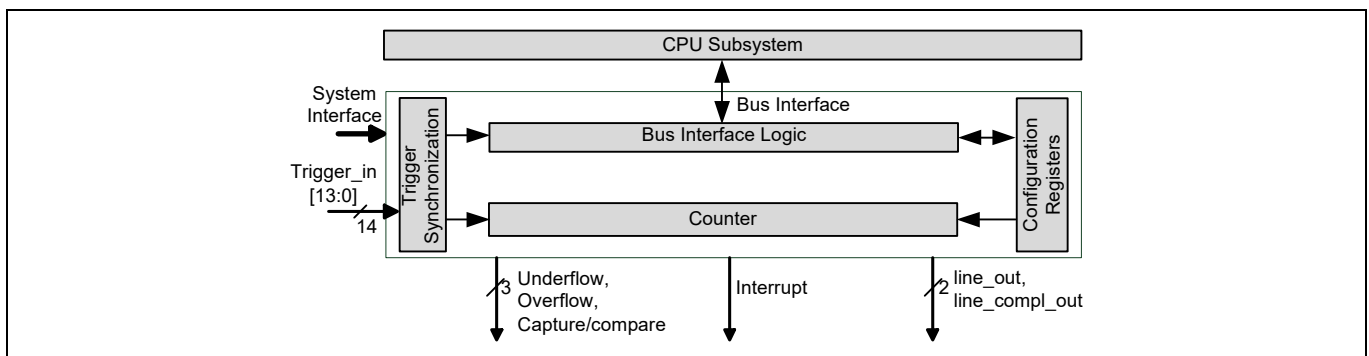 CPU Subsystem
System
Interface
Bus Interface
Trigger
Synchronization
Bus Interface Logic
Configuration
Registers
Trigger_in
[13:0]
14
Counter
3
Underflow,
Overflow,
Capture/compare
Interrupt
2
line_out,
line_compl_out